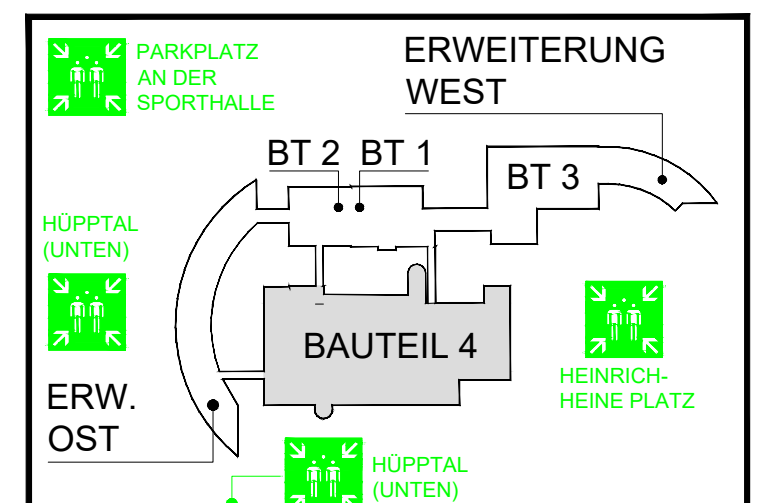 PARKPLATZ
AN DER
SPORTHALLE
ERWEITERUNG
WEST
BT 2
BT 1
BT 3
HÜPPTAL
(UNTEN)
BAUTEIL 4
HEINRICH-
HEINE PLATZ
ERW.
OST
HÜPPTAL
(UNTEN)